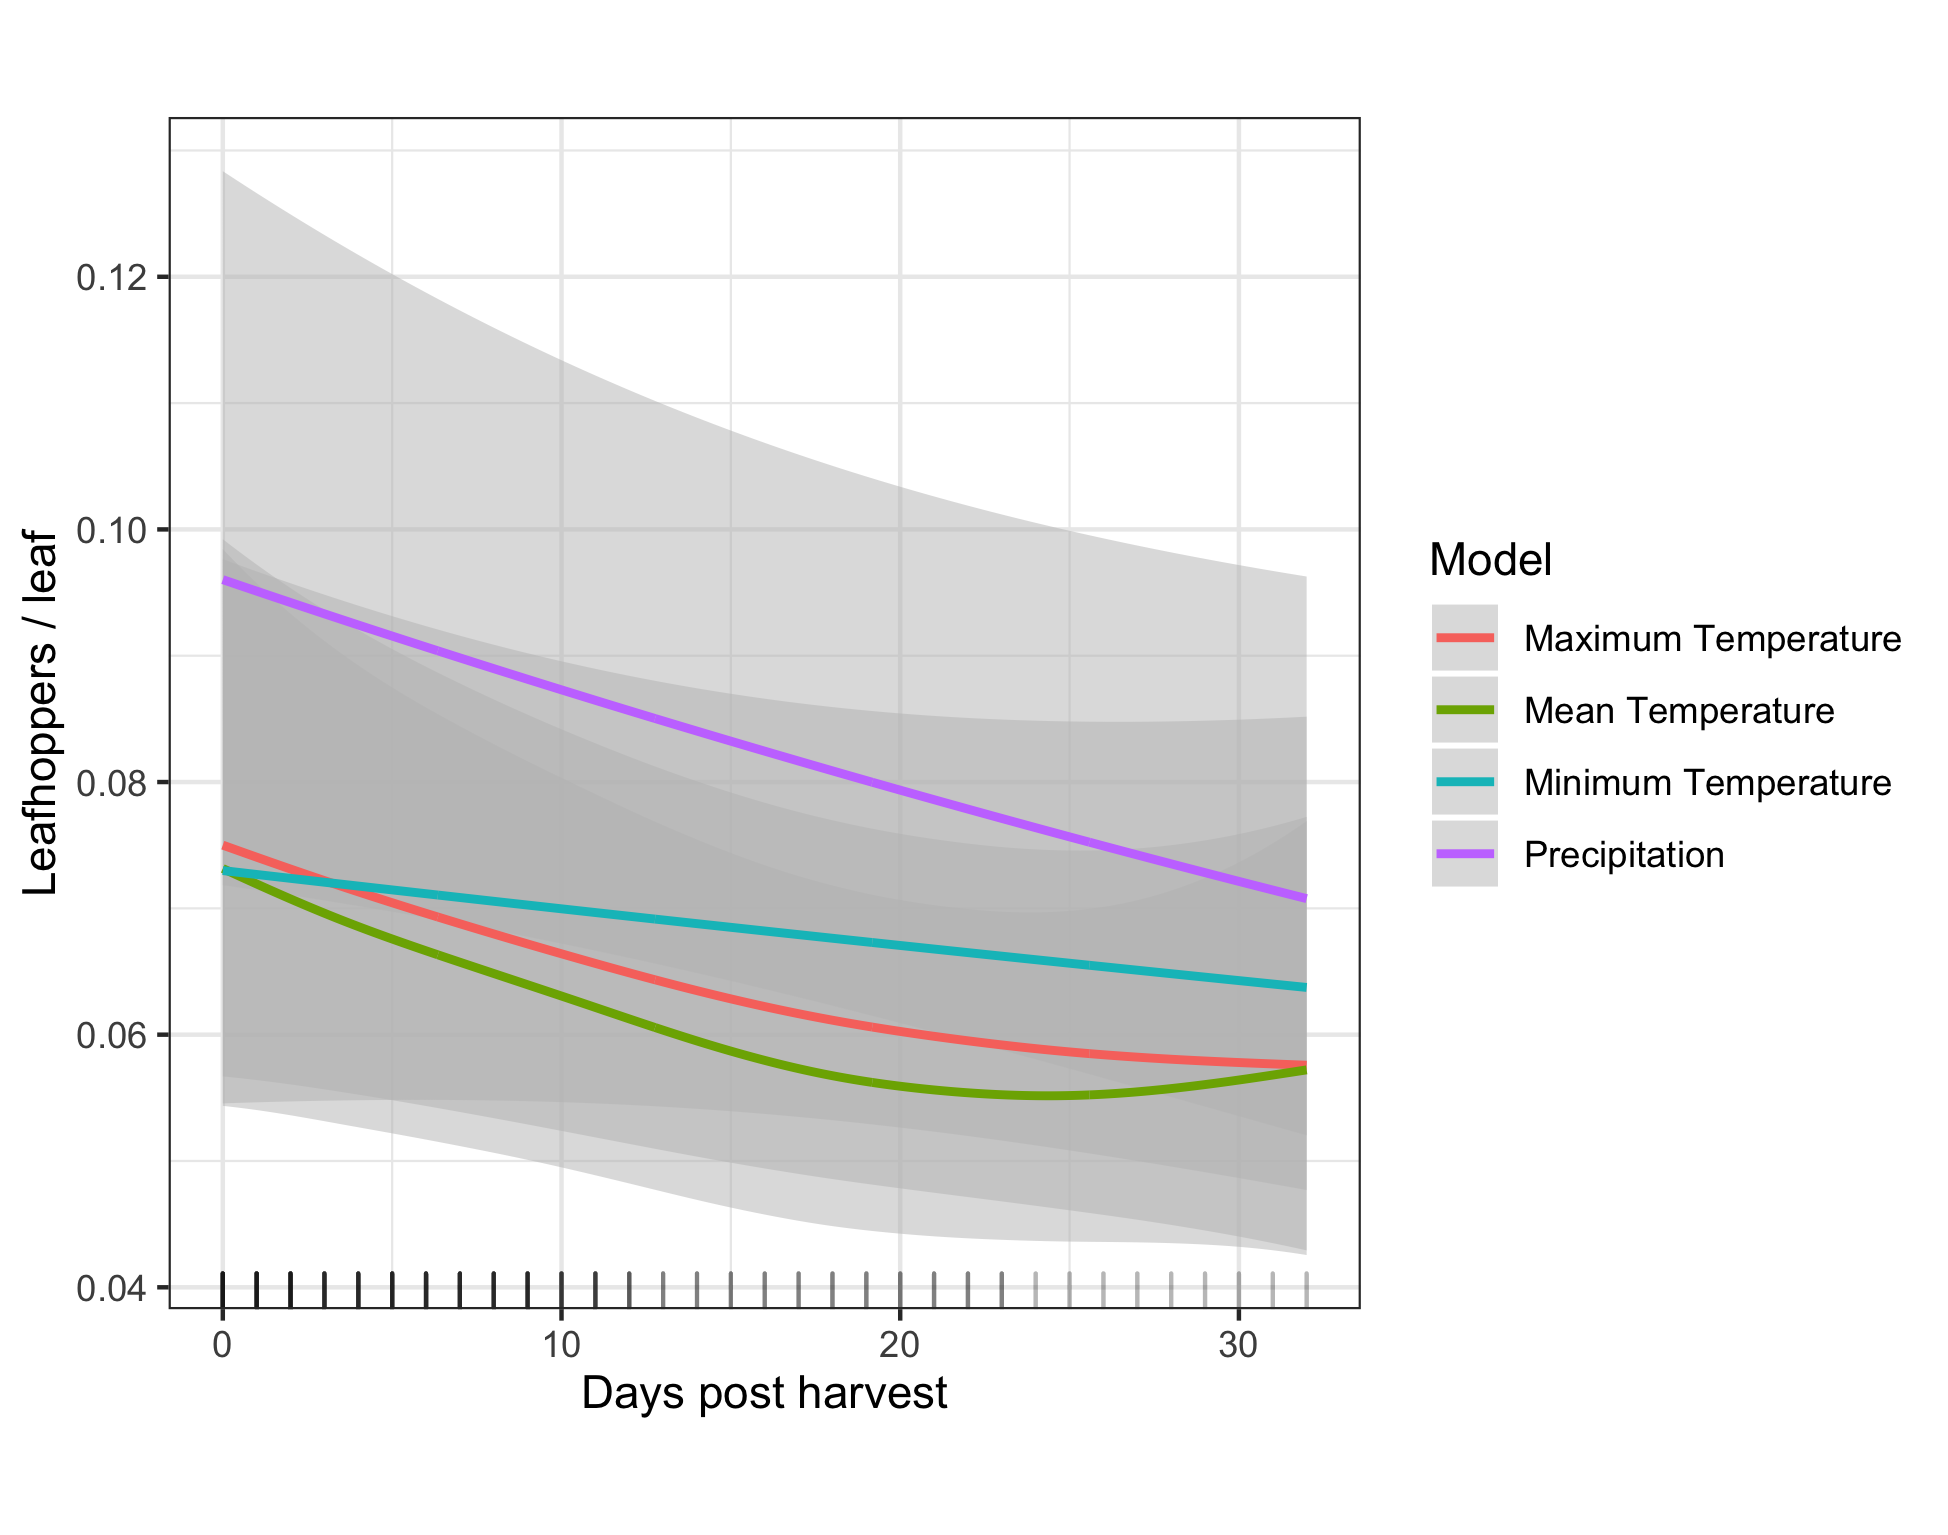 0.12
0.10
0.08
0.06
0.04
Leafhoppers / leaf
0
10
20
30
Days post harvest
Model
Maximum Temperature
Mean Temperature
Minimum Temperature
Precipitation